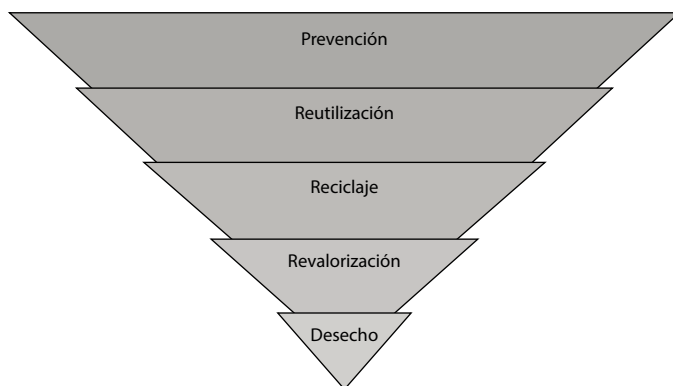 Prevención
Reutilización
Reciclaje
Revalorización
Desecho